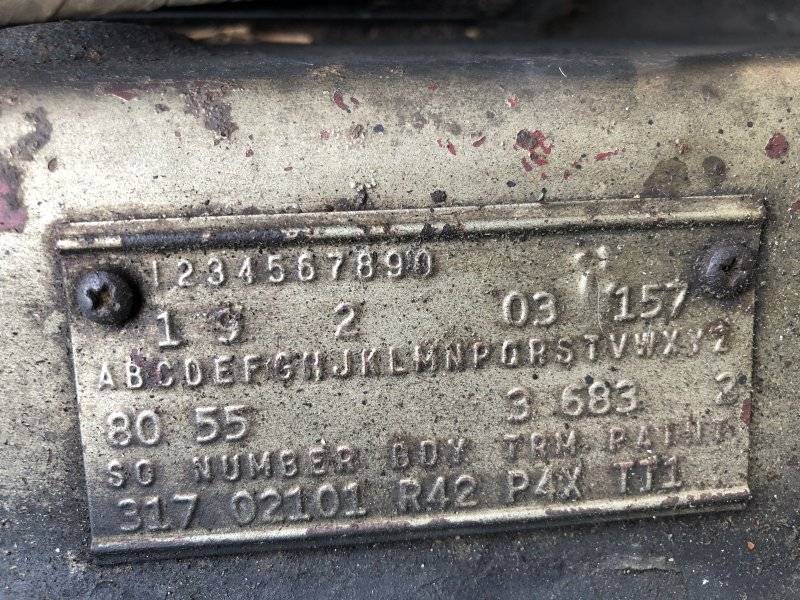 1234567890
1 9 2 03 157
ABCDEFGHJKLMNPQRSTVWXYZ
80 55 3 683 2
SO NUMBER BDY TRM PAINT
317 02101 R42 P4X TT1